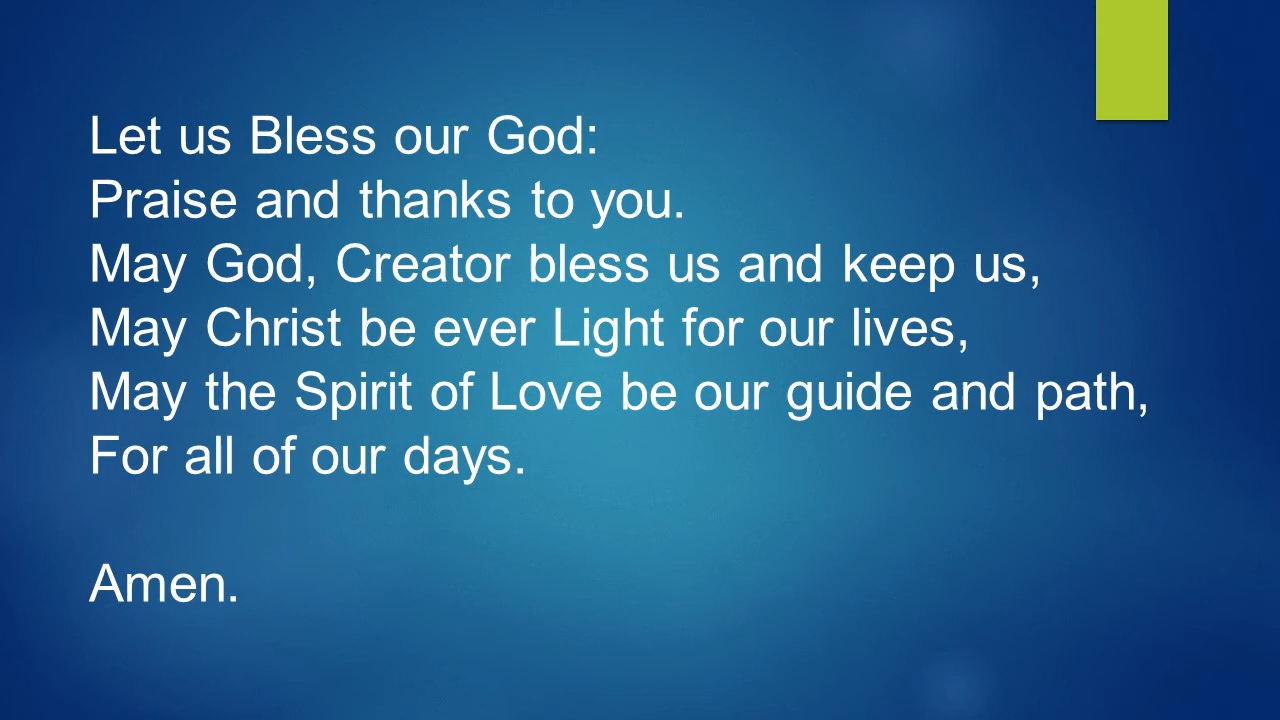 Let us Bless our God:
Praise and thanks to you.
May God, Creator bless us and keep us,
May Christ be ever Light for our lives,
May the Spirit of Love be our guide and path,
For all of our days.
Amen.